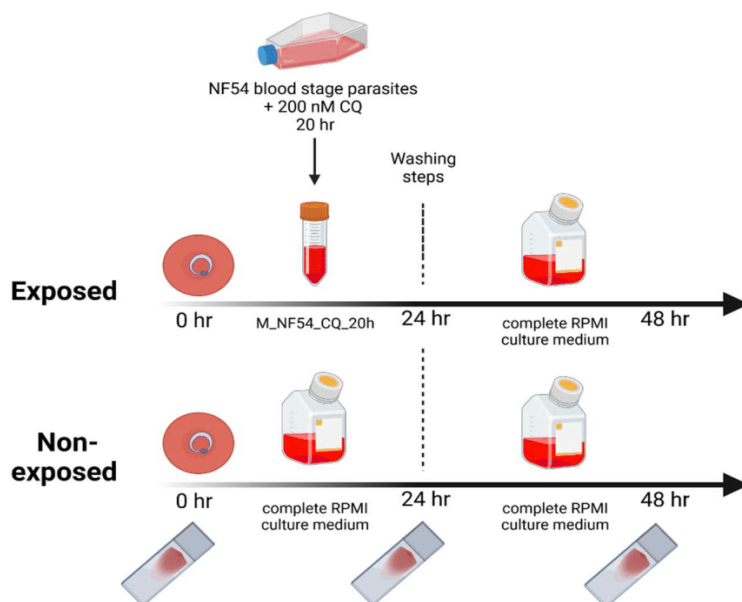 NF54 blood stage parasites
+ 200 nM CQ
20 hr
Washing
steps
Exposed
0 hr
M_NF54_CQ_20h
24 hr
complete RPMI
culture medium
48 hr
Non-
exposed
0 hr
complete RPMI
culture medium
24 hr
complete RPMI
culture medium
48 hr